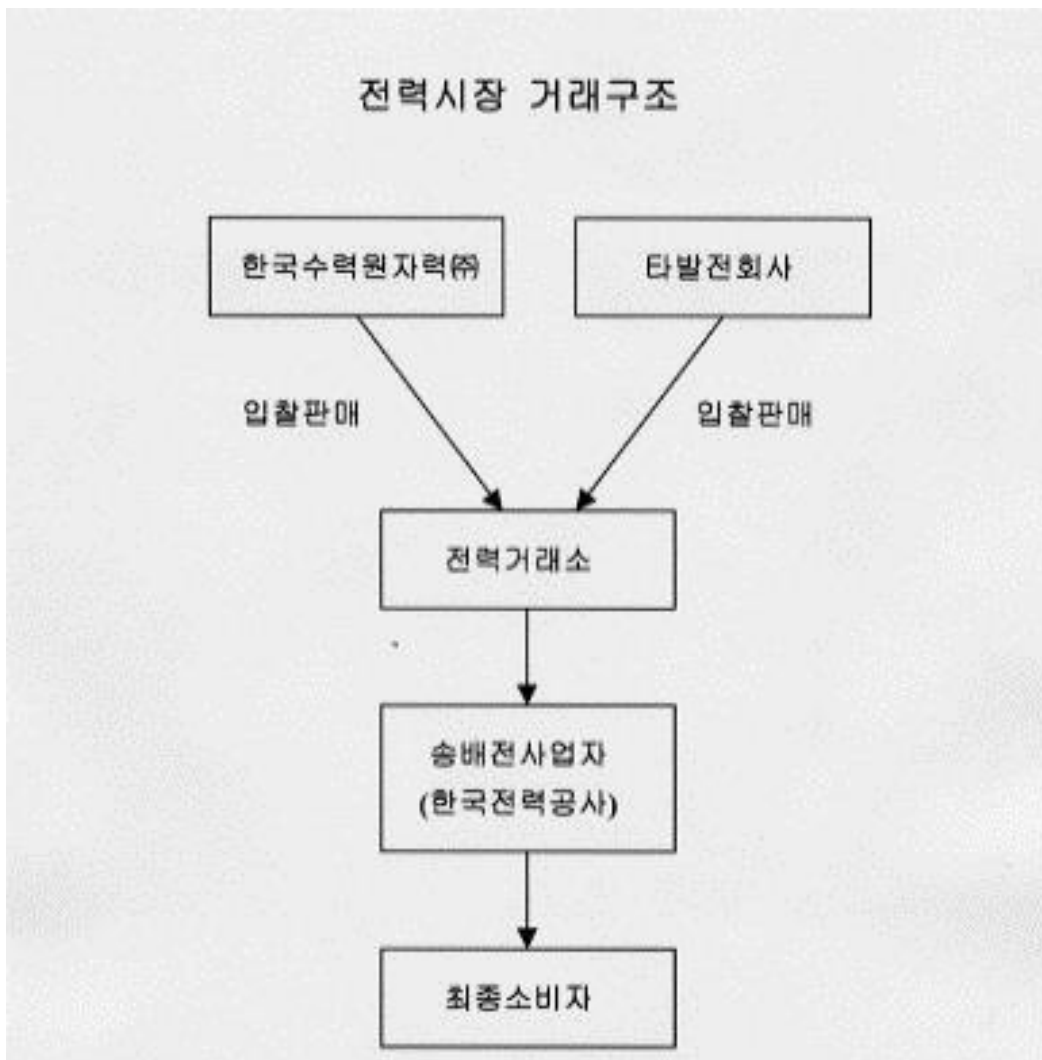 전력시장 거래구조
한국수력원자력㈜
타발전회사
입찰판매
입찰판매
전력거래소
송배전사업자
(한국전력공사)
최종소비자